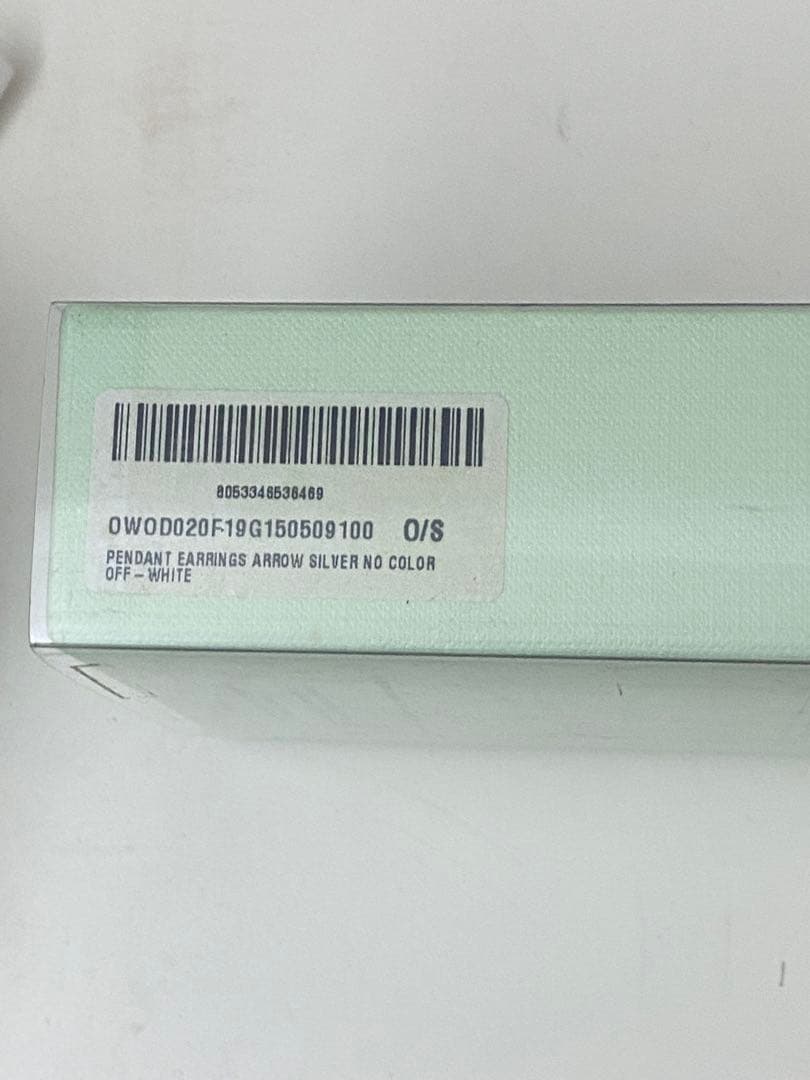 8053346536469
OWOD020F19G150509100 O/S
PENDANT EARRINGS ARROW SILVER NO COLOR
OFF-WHITE